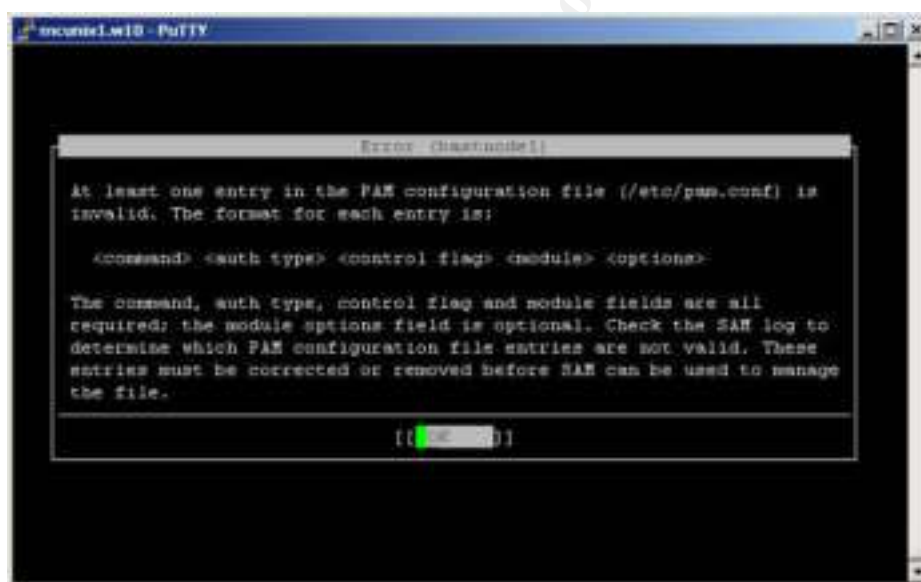 - PuTTY
Error
At least one entry in the PAM configuration file (/etc/pam.conf) is
invalid. The format for each entry is:
<command> <auth type> <control flag> <module> <options>
The command, auth type, control flag and module fields are all
required; the module options field is optional. Check the SAM log to
determine which PAM configuration file entries are not valid. These
entries must be corrected or removed before SAM can be used to manage
the file.
[[ OK ]]